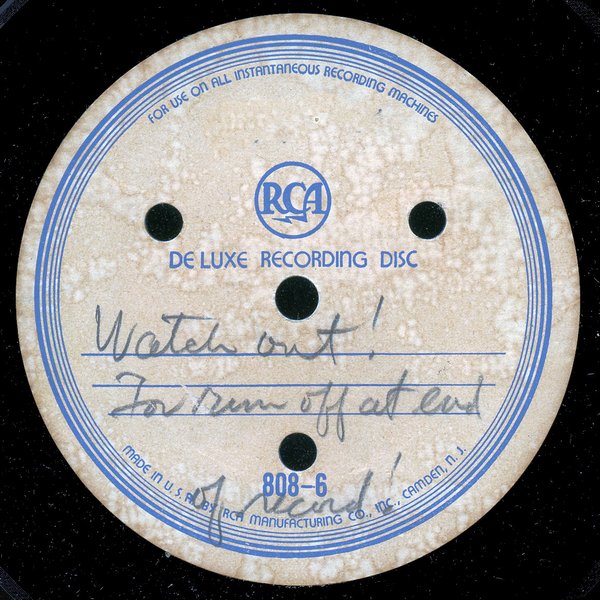 FOR USE ON ALL INSTANTANEOUS RECORDING MACHINES
RCA
DE LUXE RECORDING DISC
Watch out!
For run off at end
808-6
of record!
MADE IN U.S.A. BY RCA MANUFACTURING CO., INC., CAMDEN, N. J.